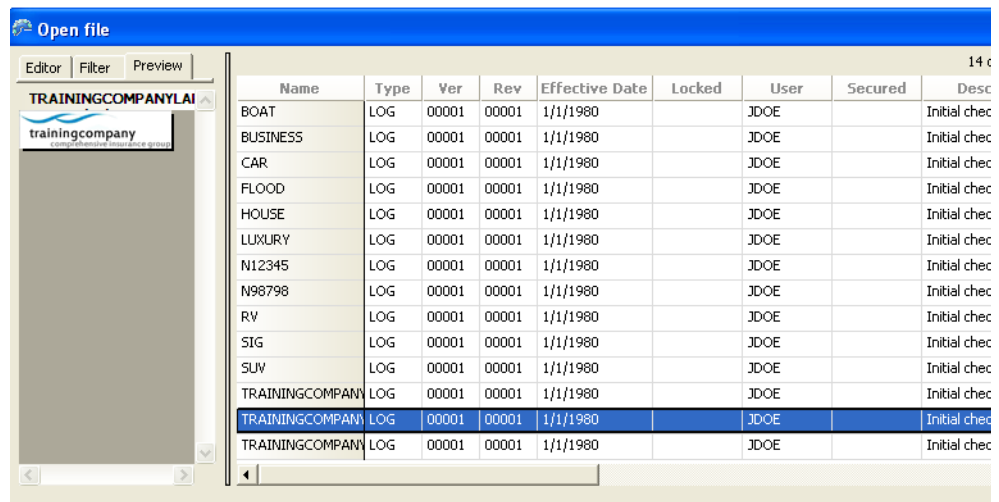 Open file
Editor Filter Preview
14
TRAININGCOMPANYLAI
trainingcompany
comprehensive insurance group
Name Type Ver Rev Effective Date Locked User Secured Desc
BOAT LOG 00001 00001 1/1/1980 JDOE Initial chec
BUSINESS LOG 00001 00001 1/1/1980 JDOE Initial chec
CAR LOG 00001 00001 1/1/1980 JDOE Initial chec
FLOOD LOG 00001 00001 1/1/1980 JDOE Initial chec
HOUSE LOG 00001 00001 1/1/1980 JDOE Initial chec
LUXURY LOG 00001 00001 1/1/1980 JDOE Initial chec
N12345 LOG 00001 00001 1/1/1980 JDOE Initial chec
N98798 LOG 00001 00001 1/1/1980 JDOE Initial chec
RV LOG 00001 00001 1/1/1980 JDOE Initial chec
SIG LOG 00001 00001 1/1/1980 JDOE Initial chec
SUV LOG 00001 00001 1/1/1980 JDOE Initial chec
TRAININGCOMPANY LOG 00001 00001 1/1/1980 JDOE Initial chec
TRAININGCOMPANY LOG 00001 00001 1/1/1980 JDOE Initial chec
TRAININGCOMPANY LOG 00001 00001 1/1/1980 JDOE Initial chec